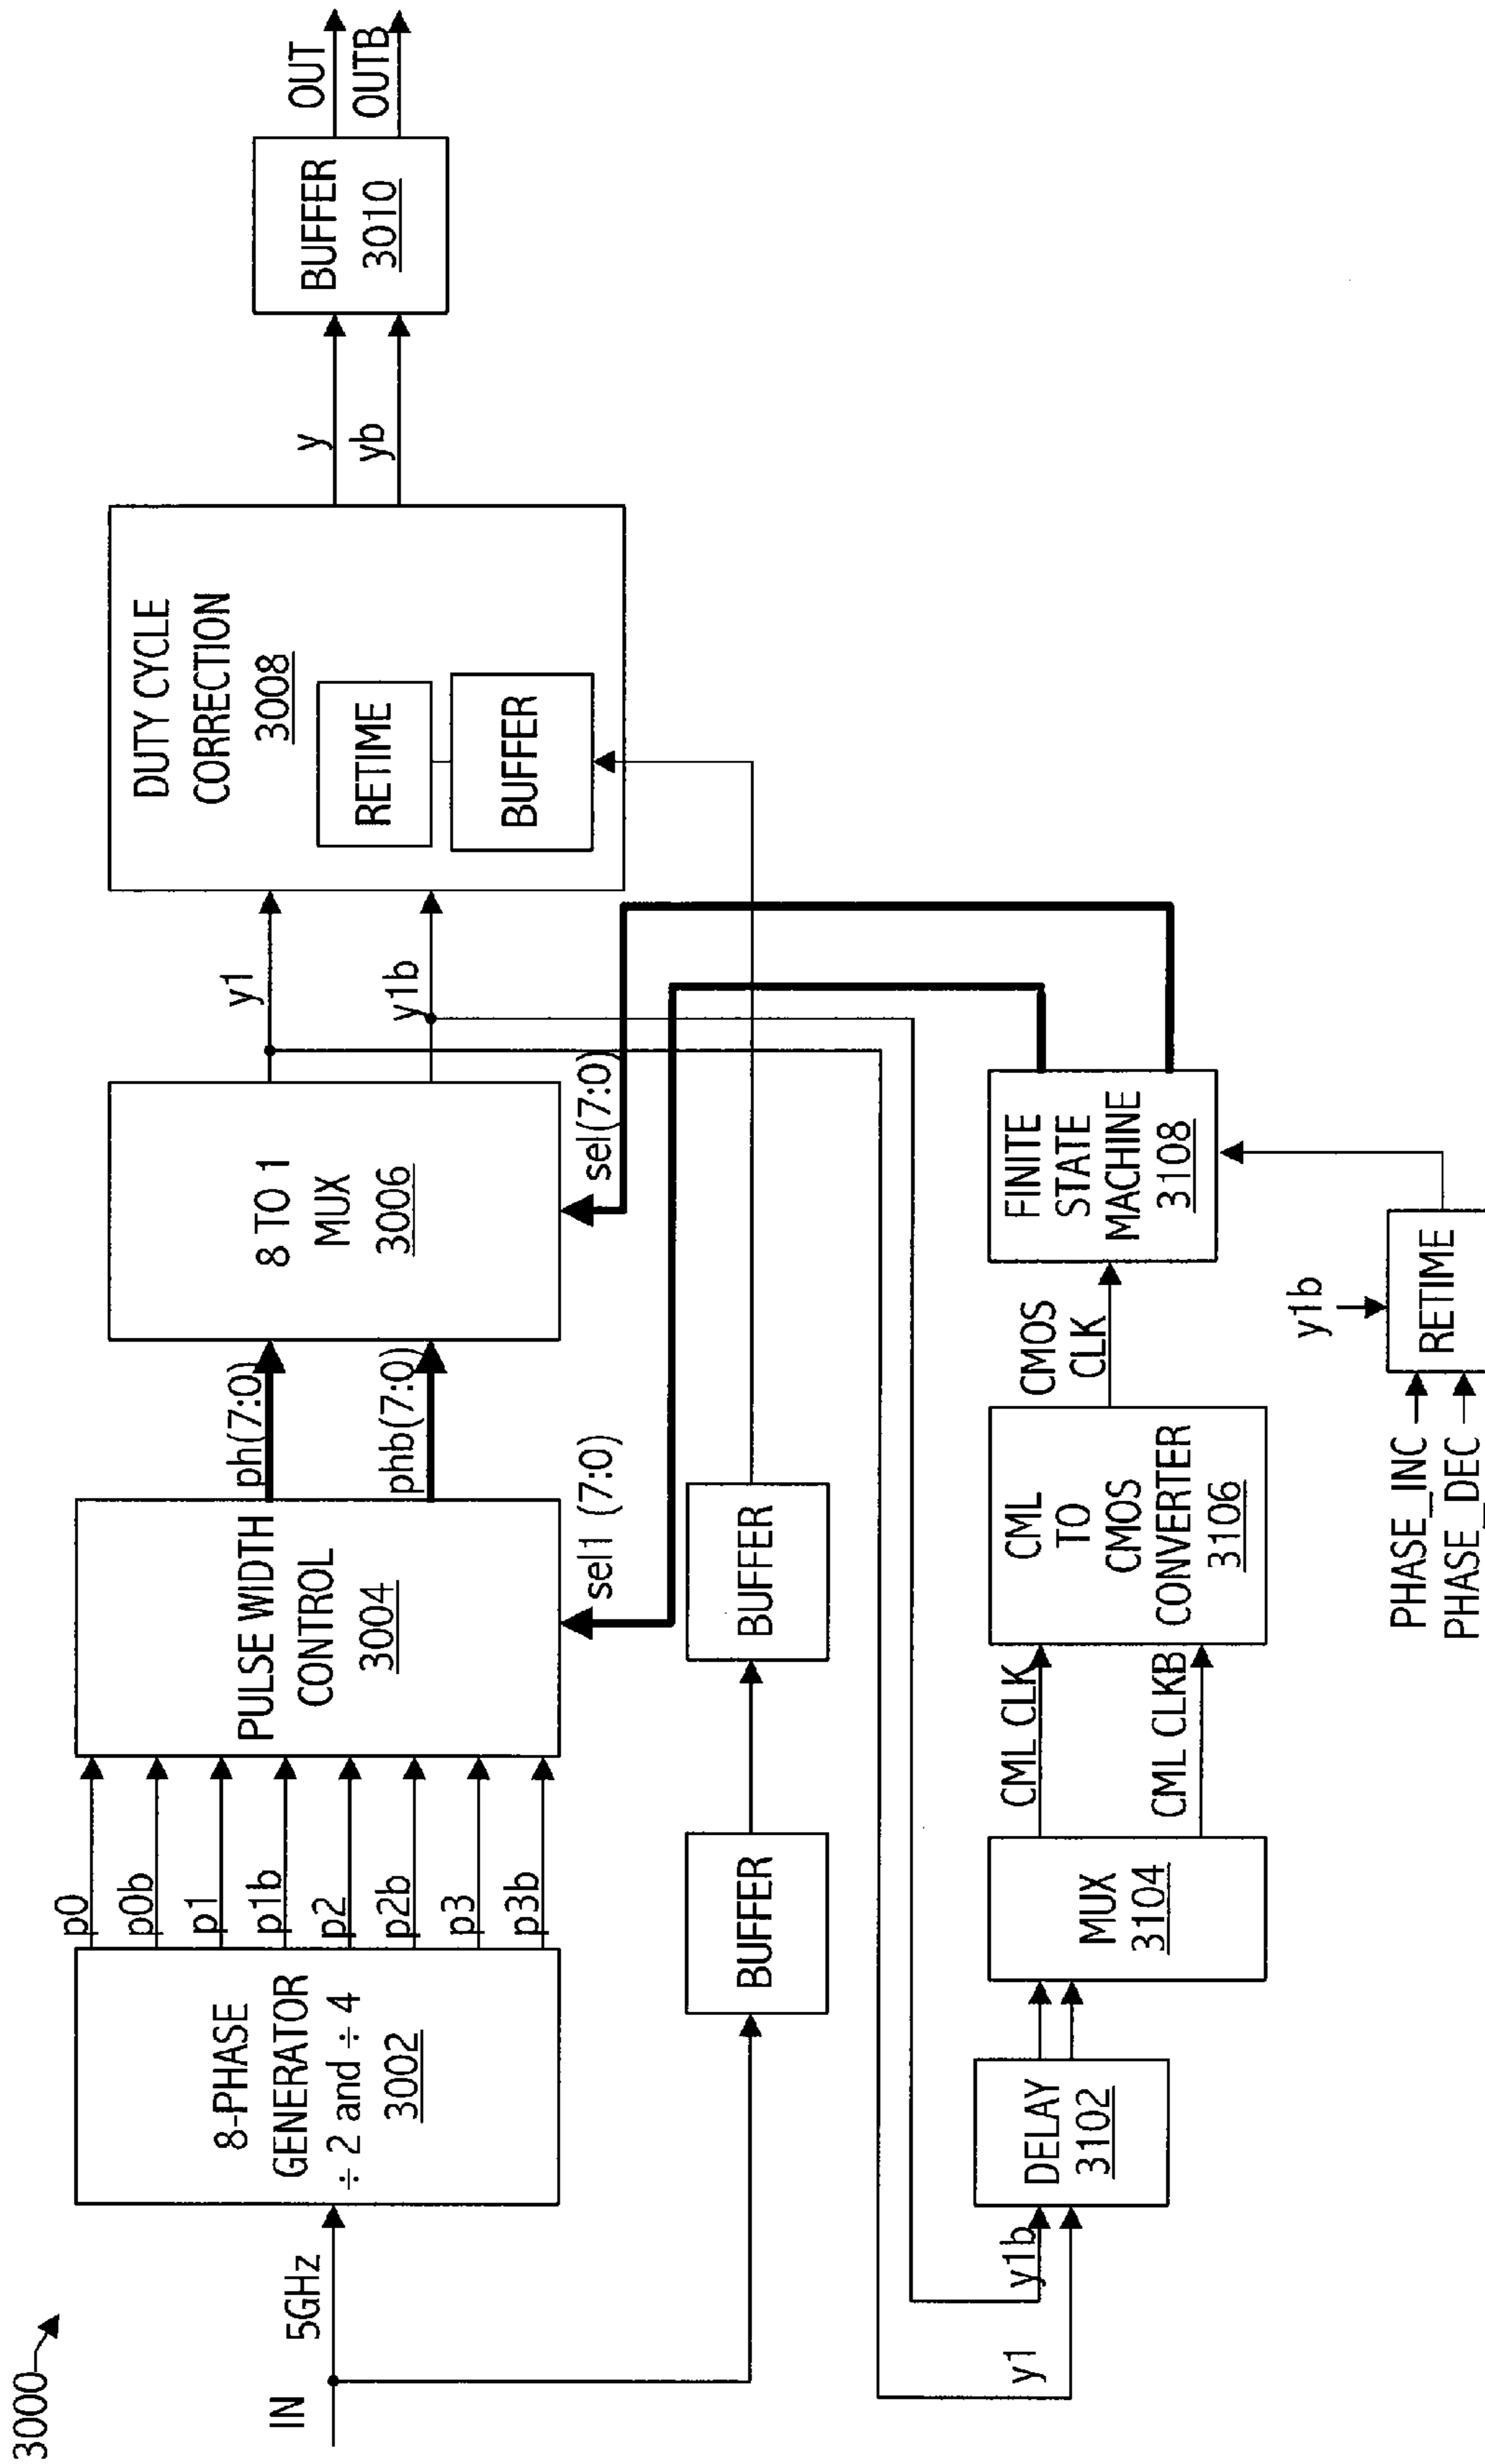 3000
IN
5GHz
8-PHASE
GENERATOR
÷ 2 and ÷ 4
3002
p0
p0b
p1
p1b
p2
p2b
p3
p3b
PULSE WIDTH
CONTROL
3004
ph(7:0)
phb(7:0)
8 TO 1
MUX
3006
y1
y1b
DUTY CYCLE
CORRECTION
3008
RETIME
BUFFER
y
yb
BUFFER
3010
OUT
OUTB
sel1 (7:0)
sel(7:0)
BUFFER
BUFFER
y1
y1b
DELAY
3102
MUX
3104
CML CLK
CML CLKB
CML
TO
CMOS
CONVERTER
3106
CMOS
CLK
FINITE
STATE
MACHINE
3108
y1b
PHASE_INC
PHASE_DEC
RETIME